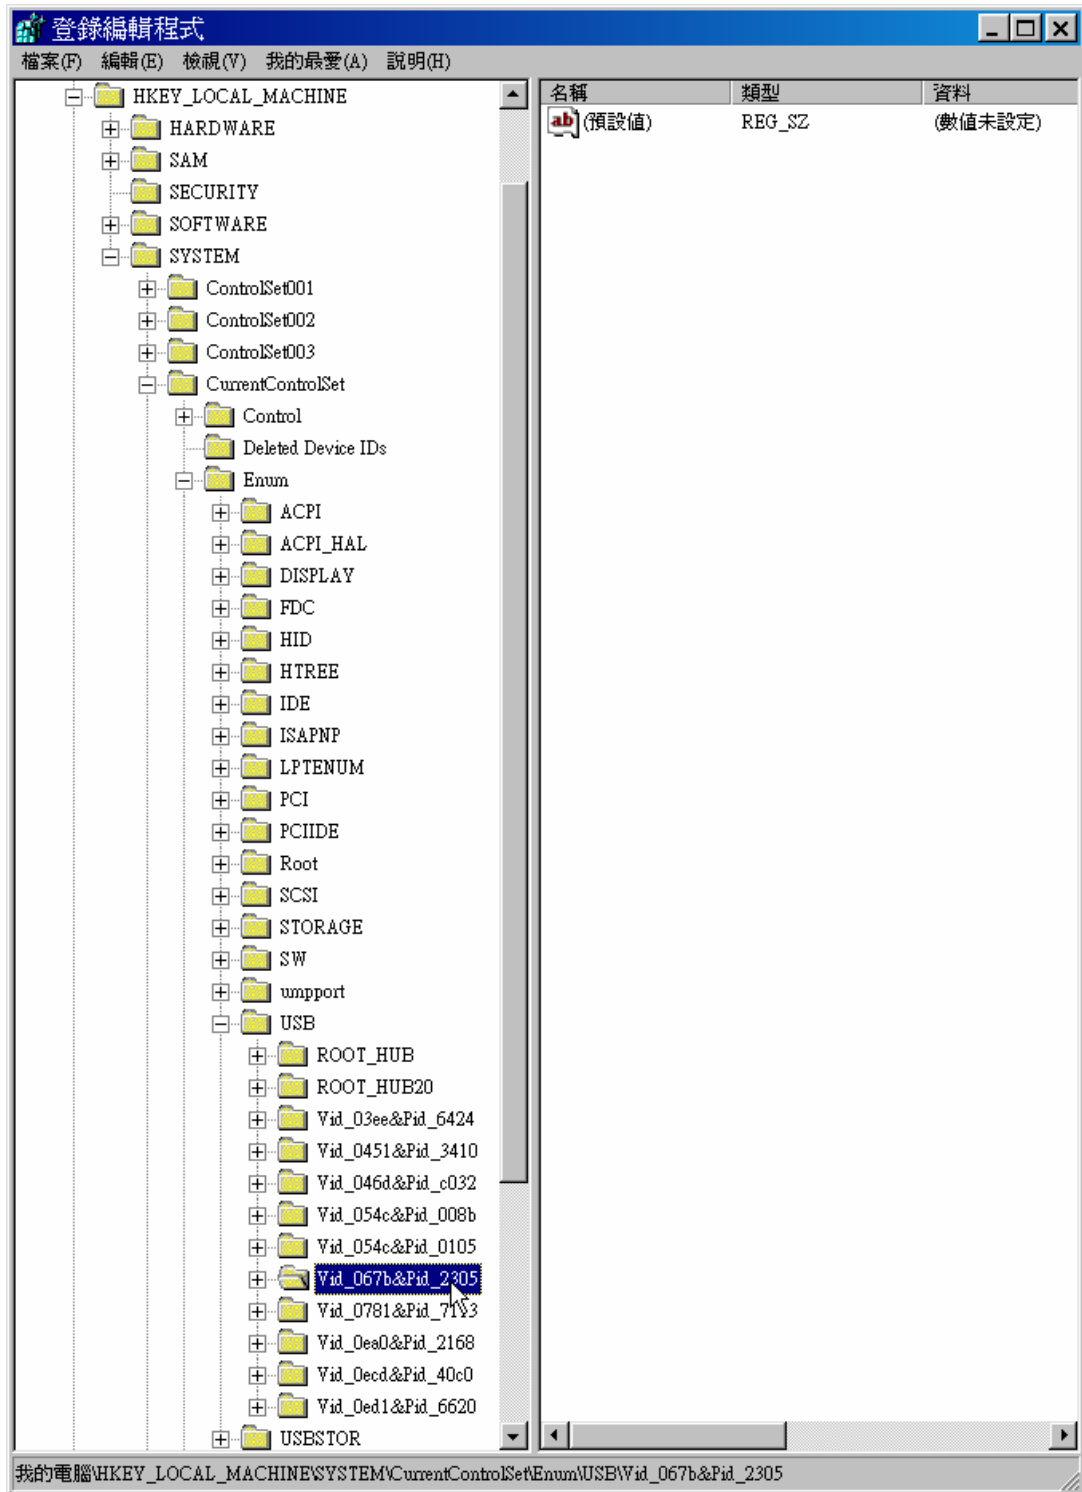 登錄編輯程式
檔案(F) 編輯(E) 檢視(V) 我的最愛(A) 說明(H)
HKEY_LOCAL_MACHINE
HARDWARE
SAM
SECURITY
SOFTWARE
SYSTEM
ControlSet001
ControlSet002
ControlSet003
CurrentControlSet
Control
Deleted Device IDs
Enum
ACPI
ACPI_HAL
DISPLAY
FDC
HID
HTREE
IDE
ISAPNP
LPTENUM
PCI
PCIIDE
Root
SCSI
STORAGE
SW
umpport
USB
ROOT_HUB
ROOT_HUB20
Vid_03ee&Pid_6424
Vid_0451&Pid_3410
Vid_046d&Pid_c032
Vid_054c&Pid_008b
Vid_054c&Pid_0105
Vid_067b&Pid_2305
Vid_0ea0&Pid_2168
Vid_0ecd&Pid_40c0
Vid_0ed1&Pid_6620
USBSTOR
名稱 類型 資料
ab (預設值) REG_SZ (數值未設定)
我的電腦\HKEY_LOCAL_MACHINE\SYSTEM\CurrentControlSet\Enum\USB\Vid_067b&Pid_2305